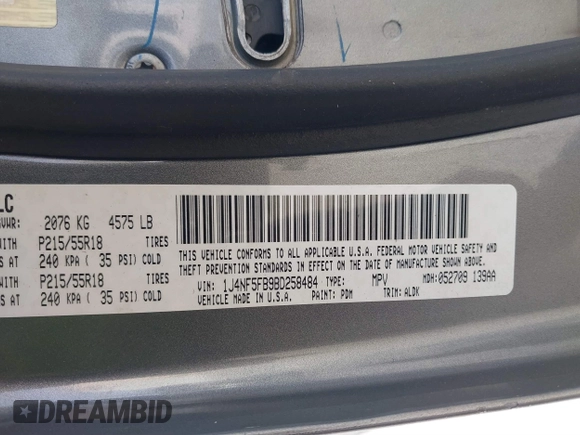 LC
2076 KG 4575 LB
P215/55R18 TIRES
240 KPA ( 35 PSI) COLD
P215/55R18 TIRES
240 KPA ( 35 PSI) COLD
THIS VEHICLE CONFORMS TO ALL APPLICABLE U.S.A. FEDERAL MOTOR VEHICLE SAFETY, BUMPER, AND
THEFT PREVENTION STANDARDS IN EFFECT ON THE DATE OF MANUFACTURE SHOWN ABOVE.
VIN: 1J4NF5FB9BD258484 TYPE: MPV MDH: 052709 139AA
VEHICLE MADE IN U.S.A. PAINT: PDM TRIM: ALDK
DREAMBID